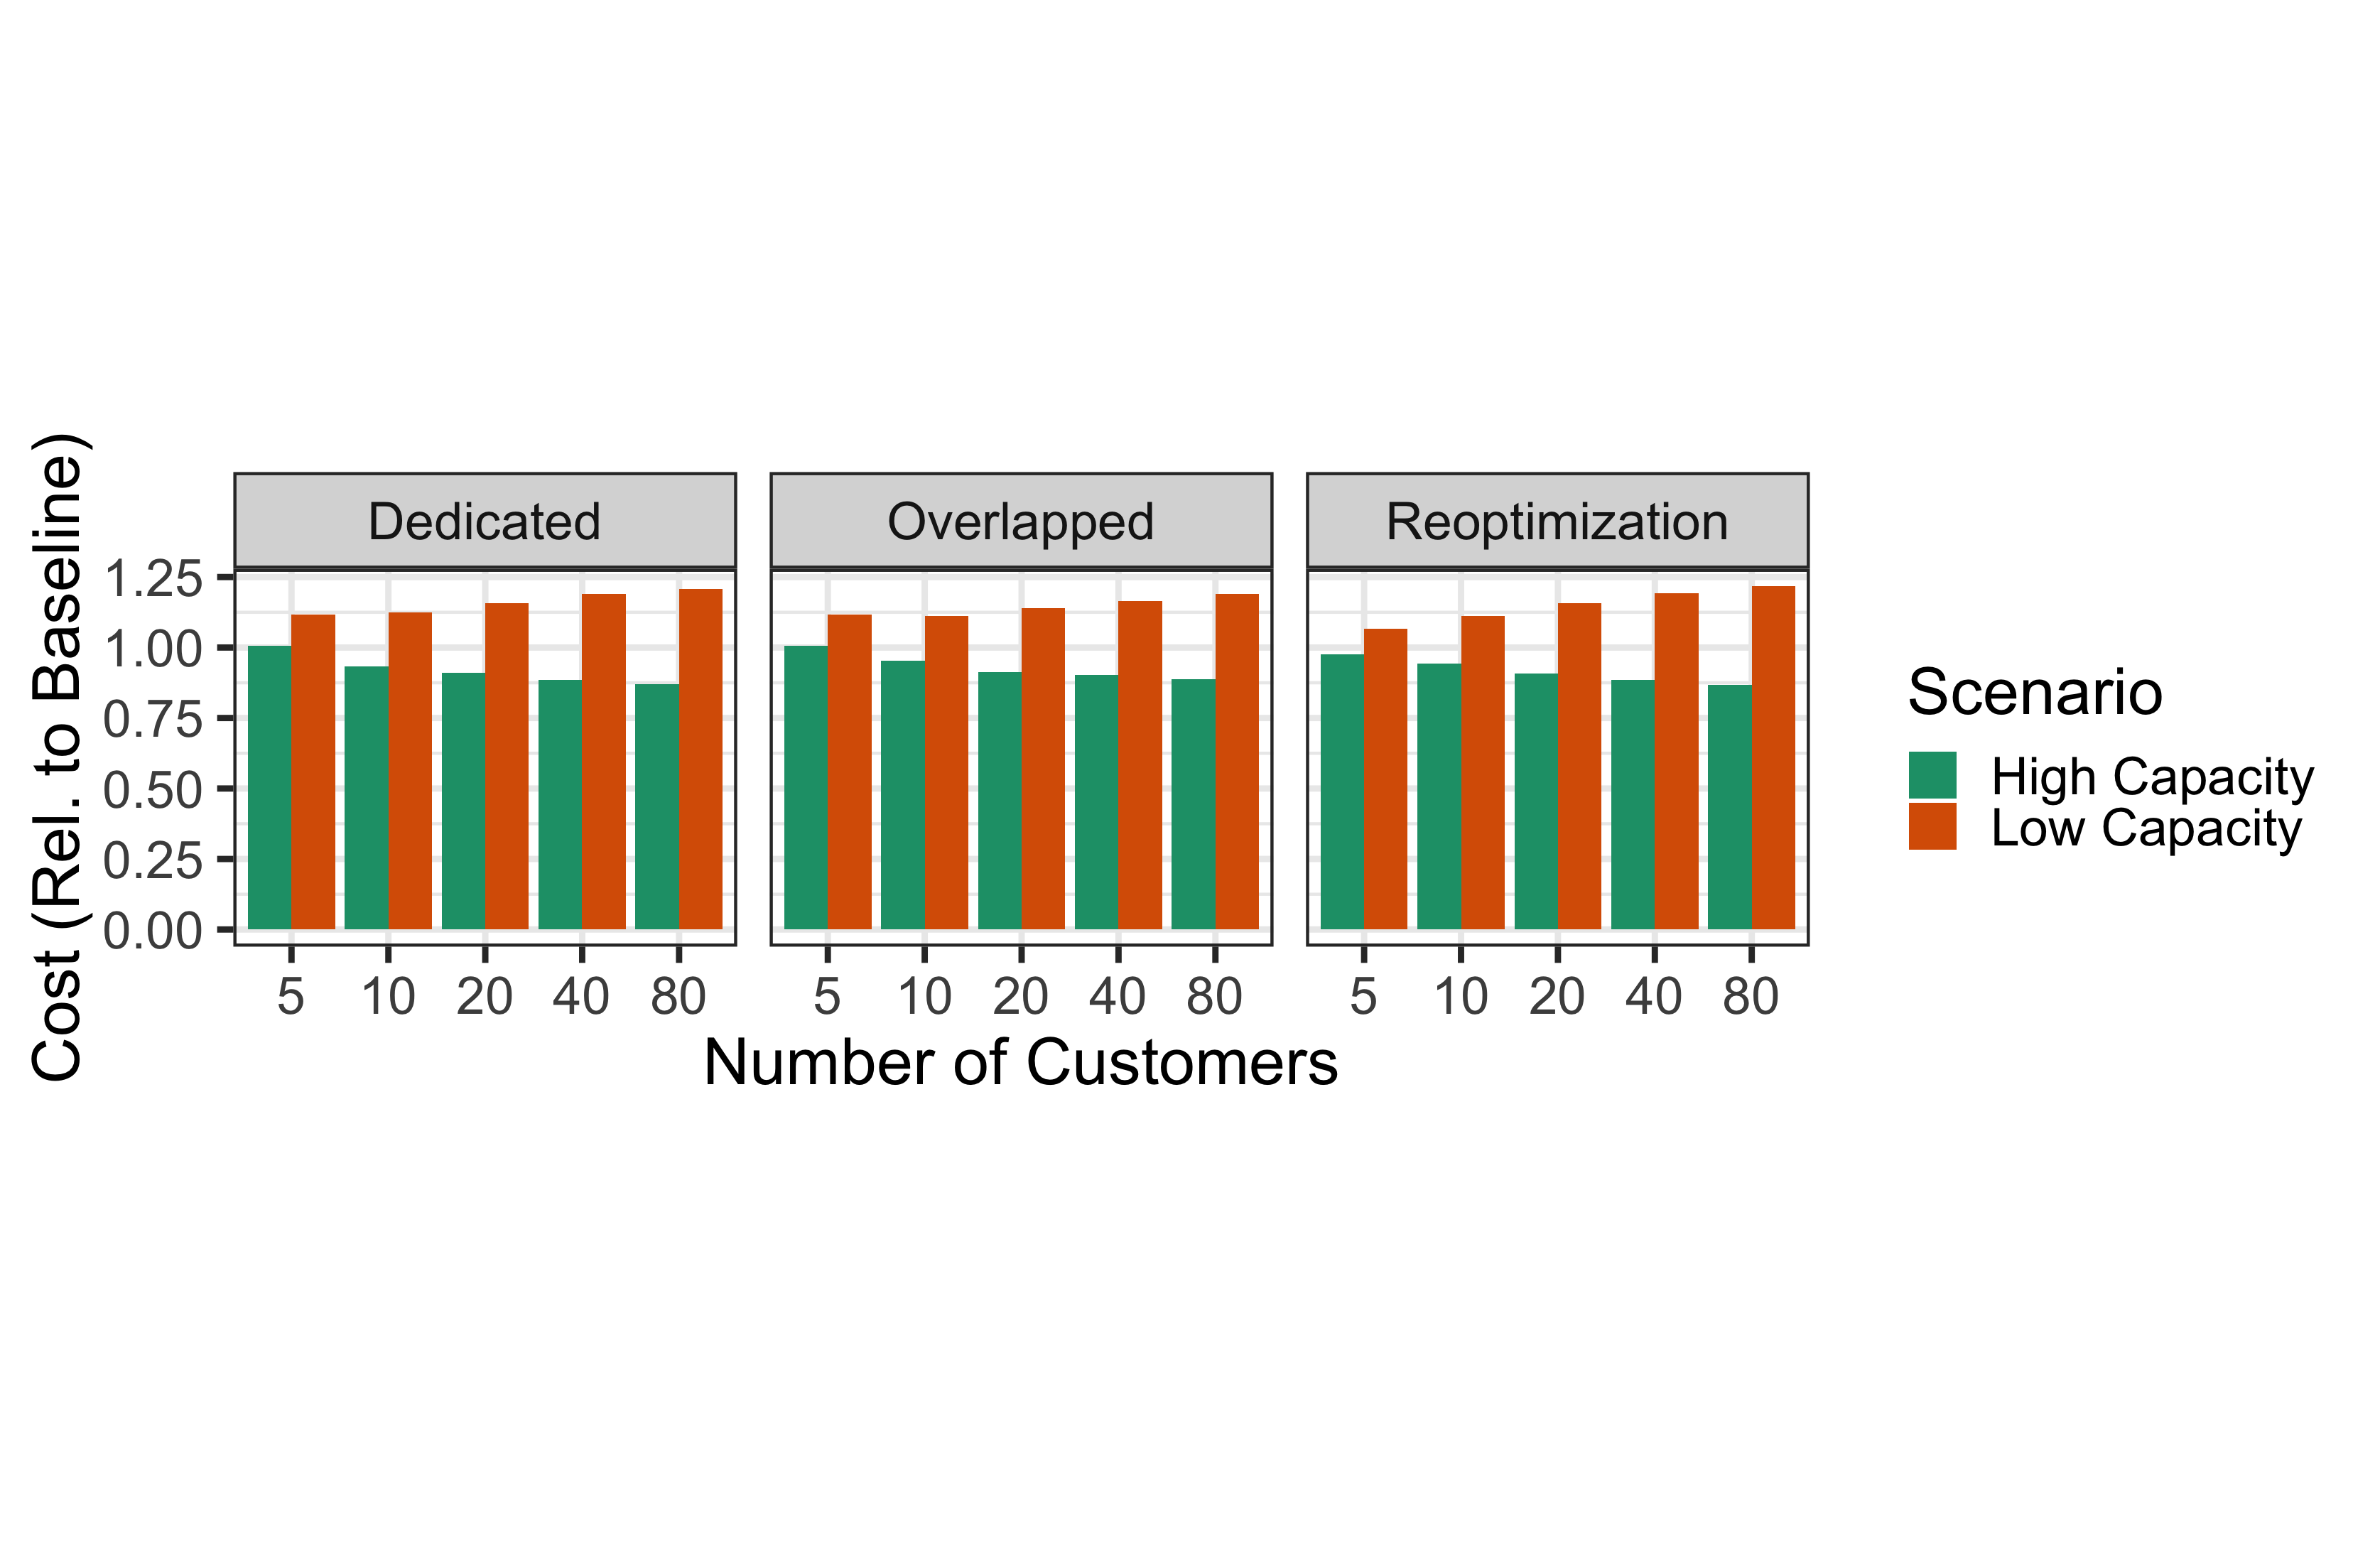 Dedicated
Overlapped
Reoptimization
Cost (Rel. to Baseline)
1.25
1.00
0.75
0.50
0.25
0.00
5 10 20 40 80
5 10 20 40 80
5 10 20 40 80
Number of Customers
Scenario
High Capacity
Low Capacity